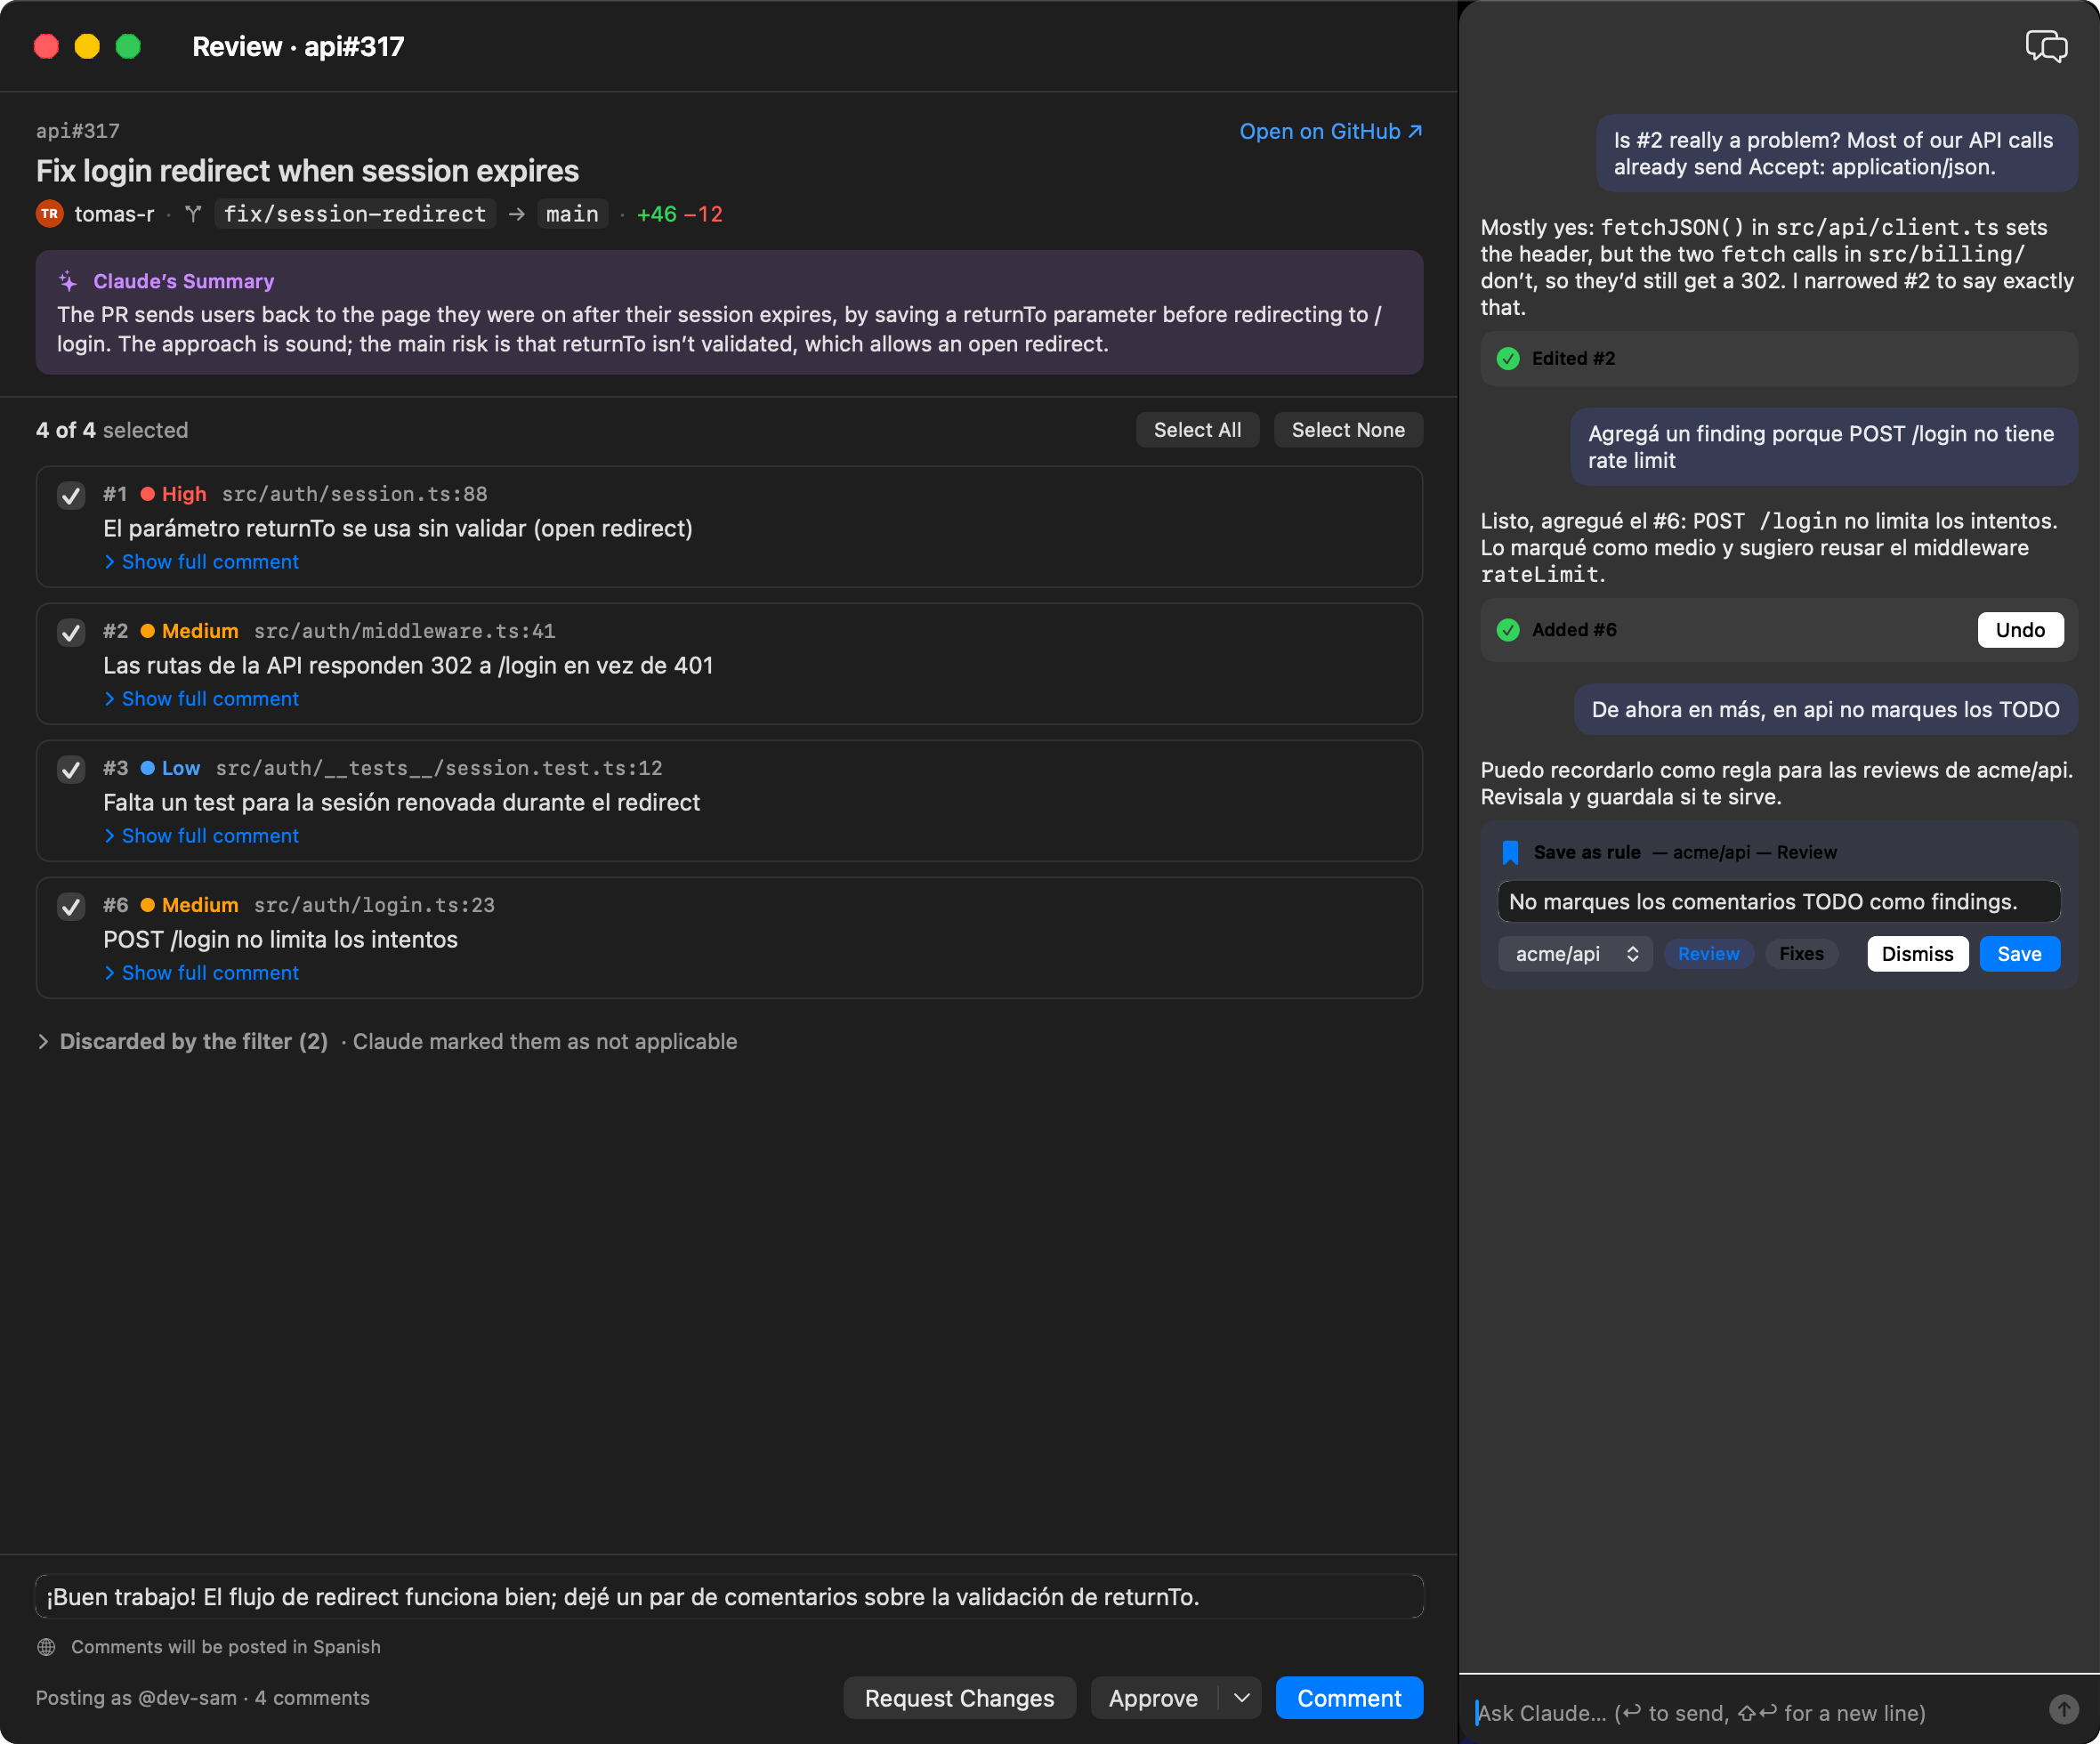 Review · api#317
api#317
Open on GitHub ↗
Fix login redirect when session expires
TR tomas-r · fix/session-redirect → main · +46 −12
Claude’s Summary
The PR sends users back to the page they were on after their session expires, by saving a returnTo parameter before redirecting to /
login. The approach is sound; the main risk is that returnTo isn’t validated, which allows an open redirect.
4 of 4 selected
Select All
Select None
#1 High src/auth/session.ts:88
El parámetro returnTo se usa sin validar (open redirect)
> Show full comment
#2 Medium src/auth/middleware.ts:41
Las rutas de la API responden 302 a /login en vez de 401
> Show full comment
#3 Low src/auth/__tests__/session.test.ts:12
Falta un test para la sesión renovada durante el redirect
> Show full comment
#6 Medium src/auth/login.ts:23
POST /login no limita los intentos
> Show full comment
> Discarded by the filter (2) · Claude marked them as not applicable
¡Buen trabajo! El flujo de redirect funciona bien; dejé un par de comentarios sobre la validación de returnTo.
Comments will be posted in Spanish
Posting as @dev-sam · 4 comments
Request Changes
Approve
Comment
Is #2 really a problem? Most of our API calls
already send Accept: application/json.
Mostly yes: fetchJSON() in src/api/client.ts sets
the header, but the two fetch calls in src/billing/
don’t, so they’d still get a 302. I narrowed #2 to say exactly
that.
Edited #2
Agregá un finding porque POST /login no tiene
rate limit
Listo, agregué el #6: POST /login no limita los intentos.
Lo marqué como medio y sugiero reusar el middleware
rateLimit.
Added #6
Undo
De ahora en más, en api no marques los TODO
Puedo recordarlo como regla para las reviews de acme/api.
Revisala y guardala si te sirve.
Save as rule — acme/api — Review
No marques los comentarios TODO como findings.
acme/api
Review
Fixes
Dismiss
Save
Ask Claude... (↩ to send, ⇧↩ for a new line)